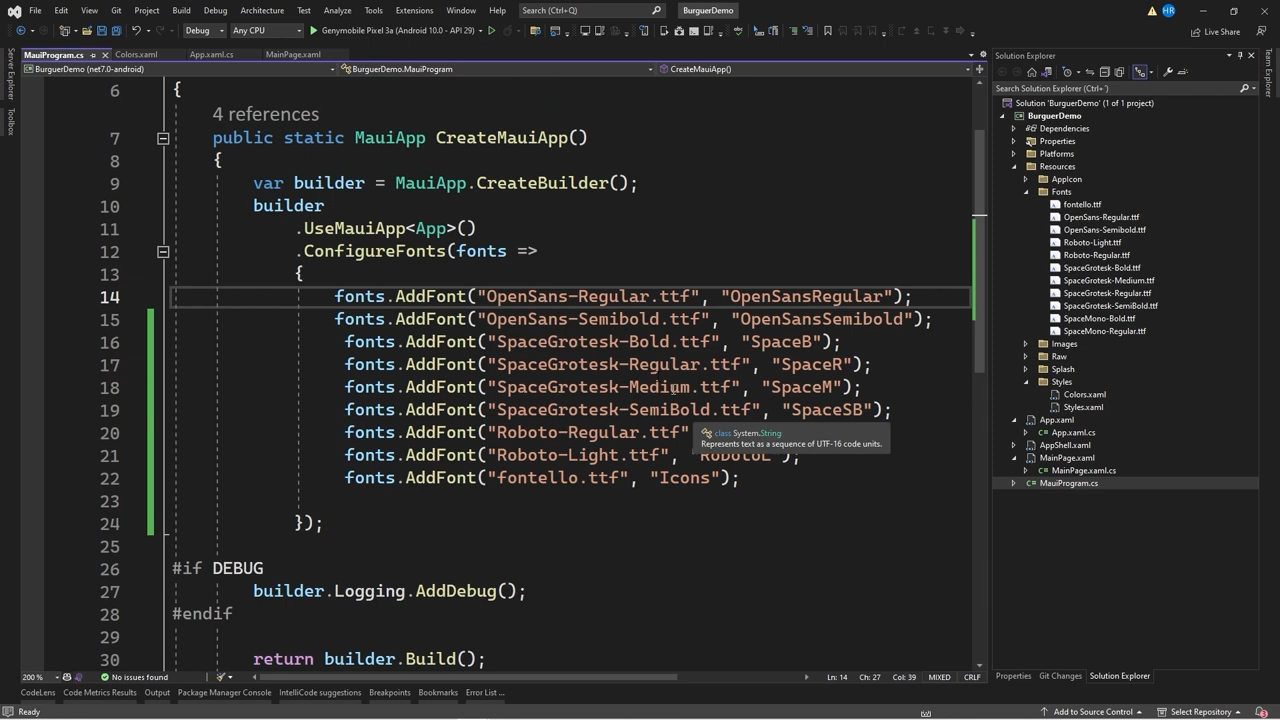 File Edit View Git Project Build Debug Architecture Test Analyze Tools Extensions Window Help Search (Ctrl+Q) BurguerDemo HR
Debug Any CPU Genymobile Pixel 3a (Android 10.0 - API 29) Live Share
MauiProgram.cs Colors.xaml App.xaml.cs MainPage.xaml
BurguerDemo (net7.0-android) BurguerDemo.MauiProgram CreateMauiApp()
Server Explorer
Toolbox
6 {
4 references
7 public static MauiApp CreateMauiApp()
8 {
9 var builder = MauiApp.CreateBuilder();
10 builder
11 .UseMauiApp<App>()
12 .ConfigureFonts(fonts =>
13 {
14 fonts.AddFont("OpenSans-Regular.ttf", "OpenSansRegular");
15 fonts.AddFont("OpenSans-Semibold.ttf", "OpenSansSemibold");
16 fonts.AddFont("SpaceGrotesk-Bold.ttf", "SpaceB");
17 fonts.AddFont("SpaceGrotesk-Regular.ttf", "SpaceR");
18 fonts.AddFont("SpaceGrotesk-Medium.ttf", "SpaceM");
19 fonts.AddFont("SpaceGrotesk-SemiBold.ttf", "SpaceSB");
20 fonts.AddFont("Roboto-Regular.ttf"
class System.String
Represents text as a sequence of UTF-16 code units.
21 fonts.AddFont("Roboto-Light.ttf", "RobotoL");
22 fonts.AddFont("fontello.ttf", "Icons");
23
24 });
25
26 #if DEBUG
27 builder.Logging.AddDebug();
28 #endif
29
30 return builder.Build();
200 % No issues found Ln: 14 Ch: 27 Col: 39 MIXED CRLF
CodeLens Code Metrics Results Output Package Manager Console IntelliCode suggestions Breakpoints Bookmarks Error List ...
Solution Explorer
Search Solution Explorer (Ctrl+´)
Solution 'BurguerDemo' (1 of 1 project)
BurguerDemo
Dependencies
Properties
Platforms
Resources
AppIcon
Fonts
fontello.ttf
OpenSans-Regular.ttf
OpenSans-Semibold.ttf
Roboto-Light.ttf
Roboto-Regular.ttf
SpaceGrotesk-Bold.ttf
SpaceGrotesk-Medium.ttf
SpaceGrotesk-Regular.ttf
SpaceGrotesk-SemiBold.ttf
SpaceMono-Bold.ttf
SpaceMono-Regular.ttf
Images
Raw
Splash
Styles
Colors.xaml
Styles.xaml
App.xaml
App.xaml.cs
AppShell.xaml
MainPage.xaml
MainPage.xaml.cs
MauiProgram.cs
Properties Git Changes Solution Explorer
Team Explorer
Ready Add to Source Control Select Repository 3